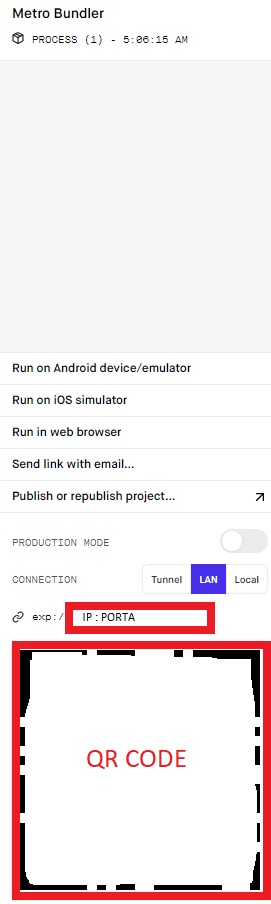 Metro Bundler
PROCESS (1) - 5:06:15 AM
Run on Android device/emulator
Run on iOS simulator
Run in web browser
Send link with email...
Publish or republish project...
PRODUCTION MODE
CONNECTION Tunnel LAN Local
exp:/ IP : PORTA
QR CODE